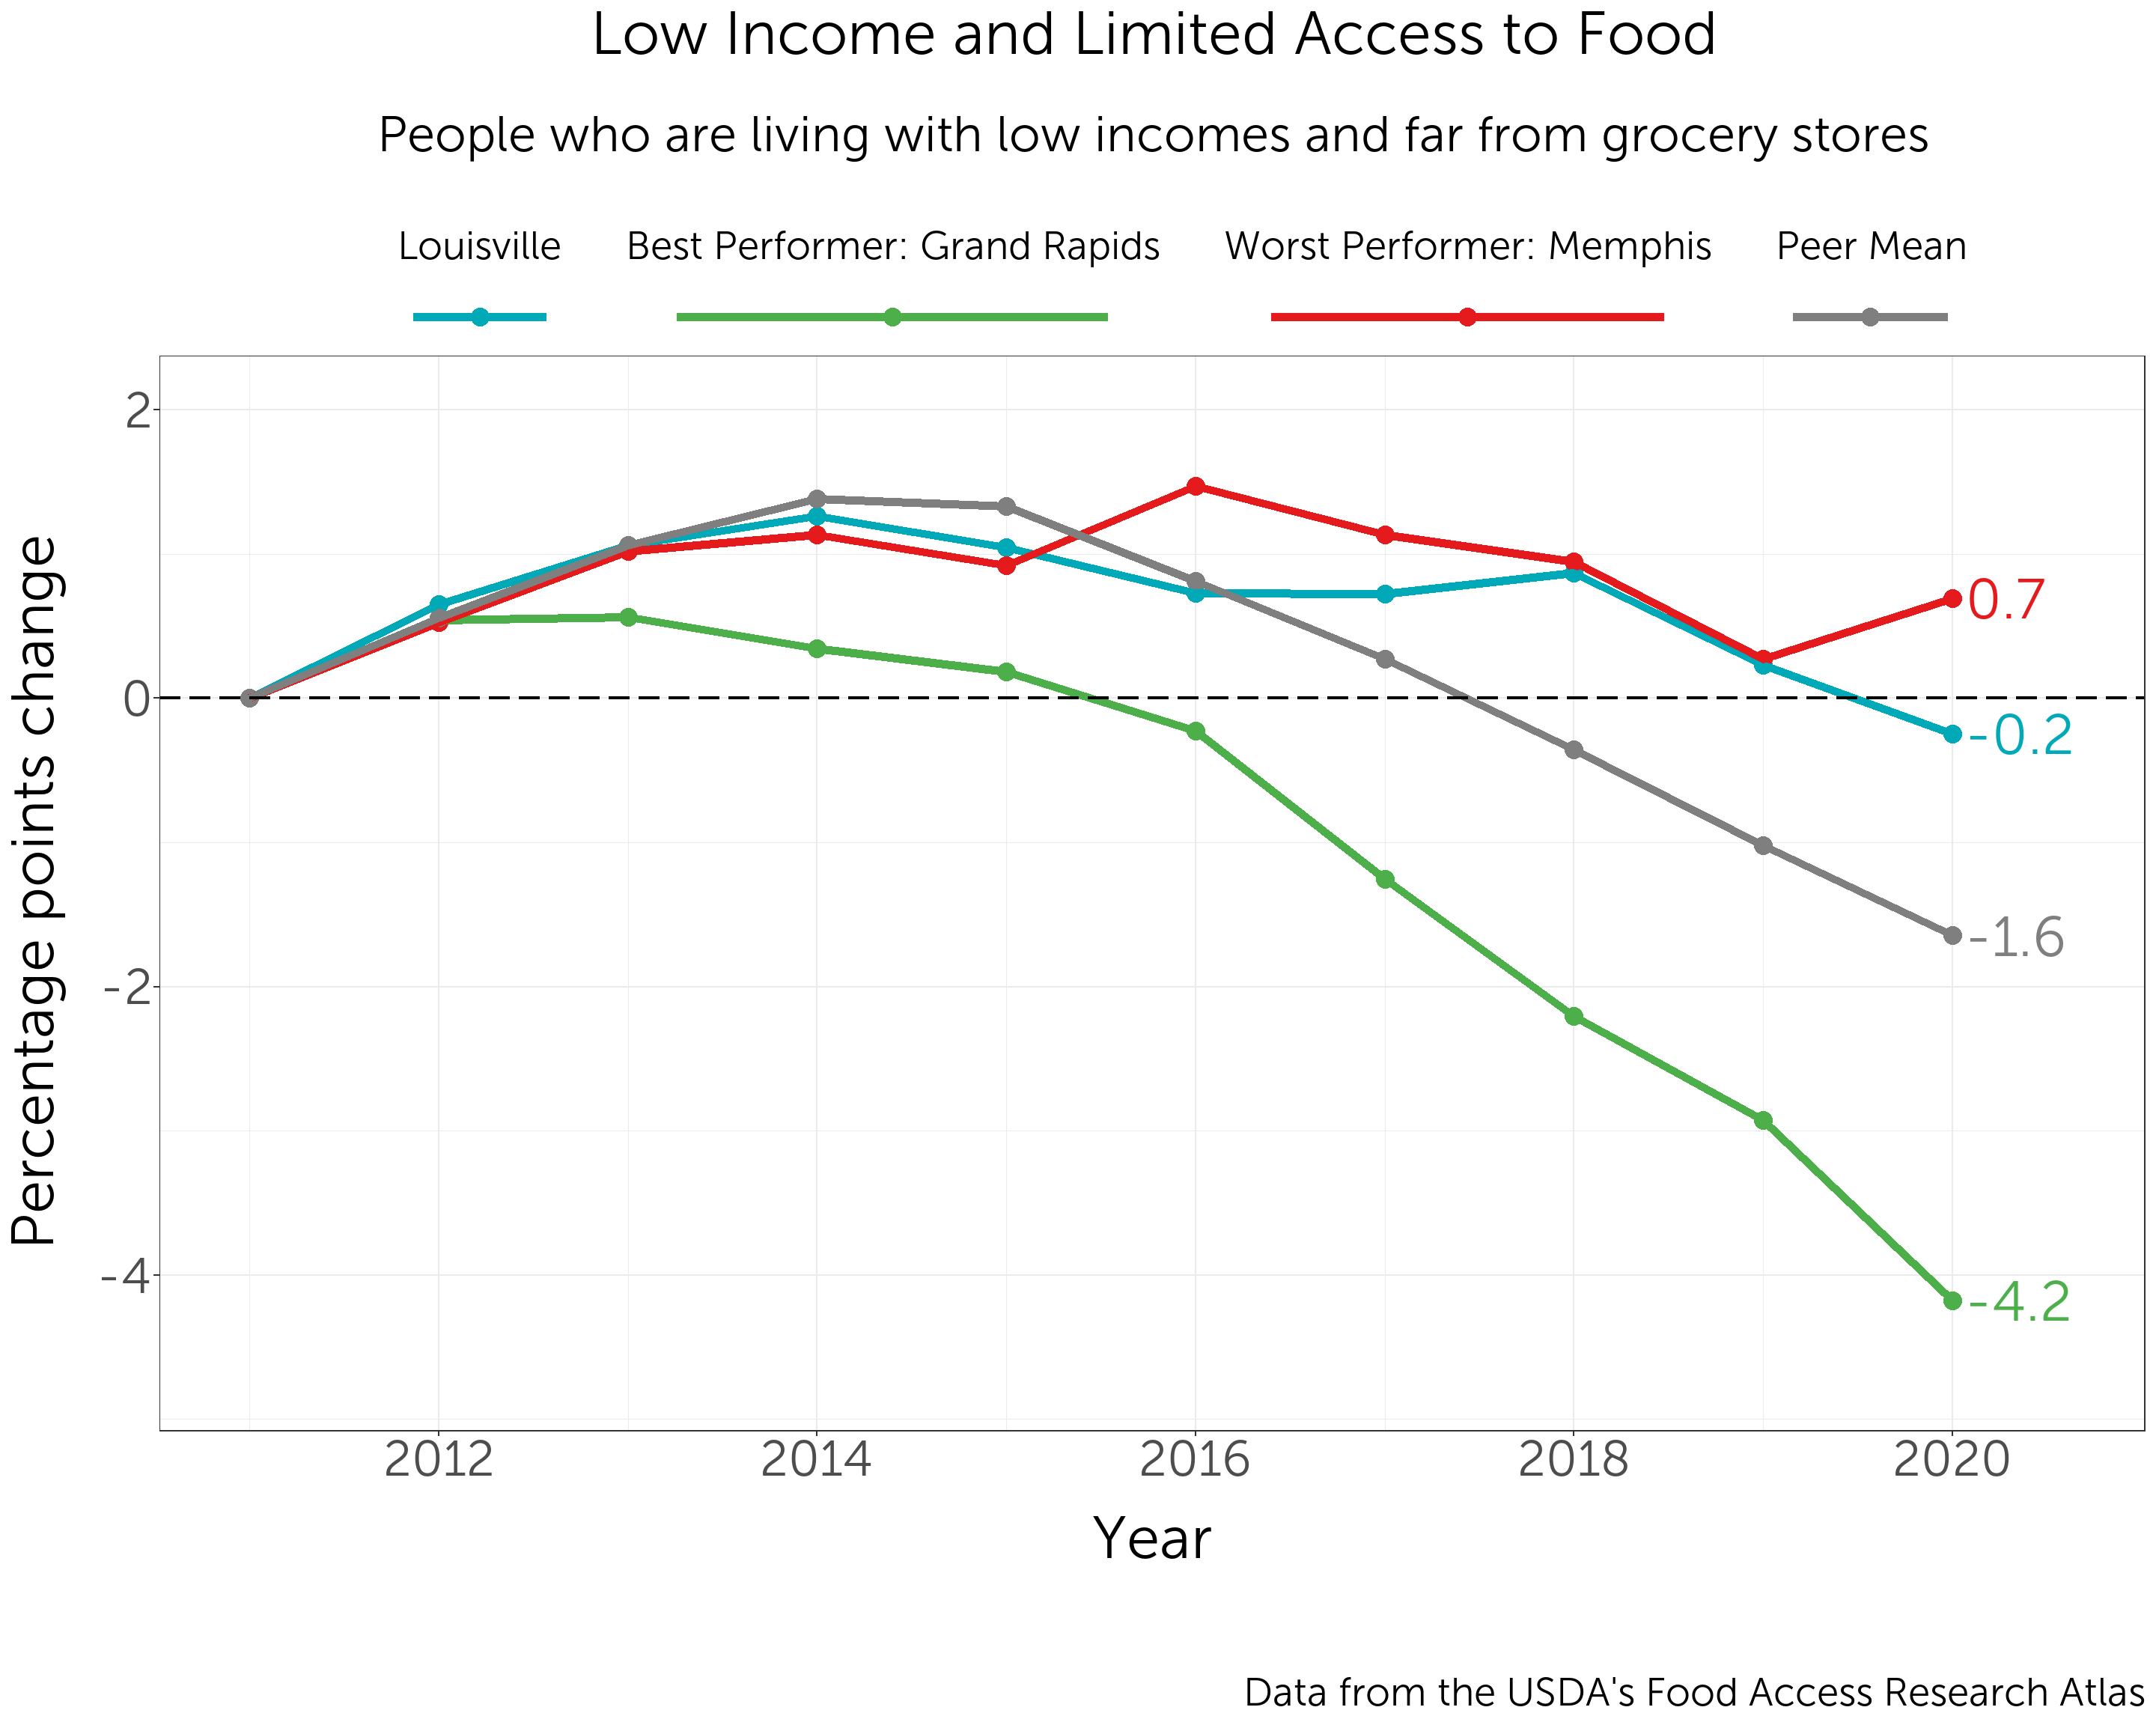 Low Income and Limited Access to Food
People who are living with low incomes and far from grocery stores
Louisville Best Performer: Grand Rapids Worst Performer: Memphis Peer Mean
Percentage points change
2
0
-2
-4
0.7
-0.2
-1.6
-4.2
2012 2014 2016 2018 2020
Year
Data from the USDA's Food Access Research Atlas